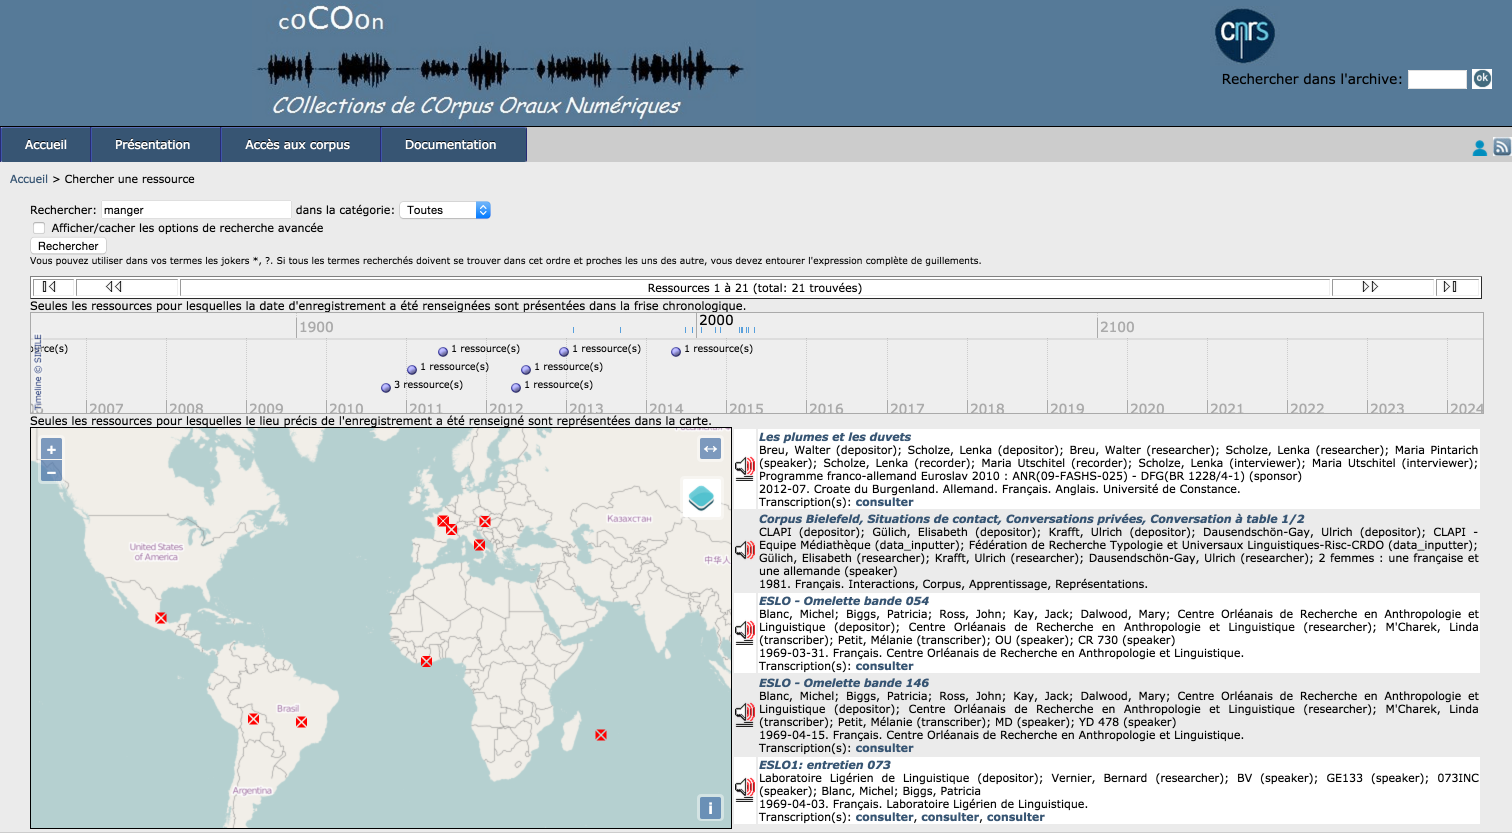 coCOon
cnrs
Rechercher dans l'archive: ok
COllections de COrpus Oraux Numériques
Accueil Présentation Accès aux corpus Documentation
Accueil > Chercher une ressource
Rechercher: manger dans la catégorie: Toutes
Afficher/cacher les options de recherche avancée
Rechercher
Vous pouvez utiliser dans vos termes les jokers *, ?. Si tous les termes recherchés doivent se trouver dans cet ordre et proches les uns des autre, vous devez entourer l'expression complète de guillements.
Ressources 1 à 21 (total: 21 trouvées)
Seules les ressources pour lesquelles la date d'enregistrement a été renseignées sont présentées dans la frise chronologique.
1900 2000 2100
Timeline © SIMILE
1 ressource(s) 1 ressource(s) 1 ressource(s)
1 ressource(s) 1 ressource(s)
3 ressource(s) 1 ressource(s)
2007 2008 2009 2010 2011 2012 2013 2014 2015 2016 2017 2018 2019 2020 2021 2022 2023 2024
Seules les ressources pour lesquelles le lieu précis de l'enregistrement a été renseigné sont représentées dans la carte.
+
−
Казахстан
United States
of America
中华人
Brasil
Argentina
i
Les plumes et les duvets
Breu, Walter (depositor); Scholze, Lenka (depositor); Breu, Walter (researcher); Scholze, Lenka (researcher); Maria Pintarich
(speaker); Scholze, Lenka (recorder); Maria Utschitel (recorder); Scholze, Lenka (interviewer); Maria Utschitel (interviewer);
Programme franco-allemand Euroslav 2010 : ANR(09-FASHS-025) - DFG(BR 1228/4-1) (sponsor)
2012-07. Croate du Burgenland. Allemand. Français. Anglais. Université de Constance.
Transcription(s): consulter
Corpus Bielefeld, Situations de contact, Conversations privées, Conversation à table 1/2
CLAPI (depositor); Gülich, Elisabeth (depositor); Krafft, Ulrich (depositor); Dausendschön-Gay, Ulrich (depositor); CLAPI -
Equipe Médiathèque (data_inputter); Fédération de Recherche Typologie et Universaux Linguistiques-Risc-CRDO (data_inputter);
Gülich, Elisabeth (researcher); Krafft, Ulrich (researcher); Dausendschön-Gay, Ulrich (researcher); 2 femmes : une française et
une allemande (speaker)
1981. Français. Interactions, Corpus, Apprentissage, Représentations.
ESLO - Omelette bande 054
Blanc, Michel; Biggs, Patricia; Ross, John; Kay, Jack; Dalwood, Mary; Centre Orléanais de Recherche en Anthropologie et
Linguistique (depositor); Centre Orléanais de Recherche en Anthropologie et Linguistique (researcher); M'Charek, Linda
(transcriber); Petit, Mélanie (transcriber); OU (speaker); CR 730 (speaker)
1969-03-31. Français. Centre Orléanais de Recherche en Anthropologie et Linguistique.
Transcription(s): consulter
ESLO - Omelette bande 146
Blanc, Michel; Biggs, Patricia; Ross, John; Kay, Jack; Dalwood, Mary; Centre Orléanais de Recherche en Anthropologie et
Linguistique (depositor); Centre Orléanais de Recherche en Anthropologie et Linguistique (researcher); M'Charek, Linda
(transcriber); Petit, Mélanie (transcriber); MD (speaker); YD 478 (speaker)
1969-04-15. Français. Centre Orléanais de Recherche en Anthropologie et Linguistique.
Transcription(s): consulter
ESLO1: entretien 073
Laboratoire Ligérien de Linguistique (depositor); Vernier, Bernard (researcher); BV (speaker); GE133 (speaker); 073INC
(speaker); Blanc, Michel; Biggs, Patricia
1969-04-03. Français. Laboratoire Ligérien de Linguistique.
Transcription(s): consulter, consulter, consulter